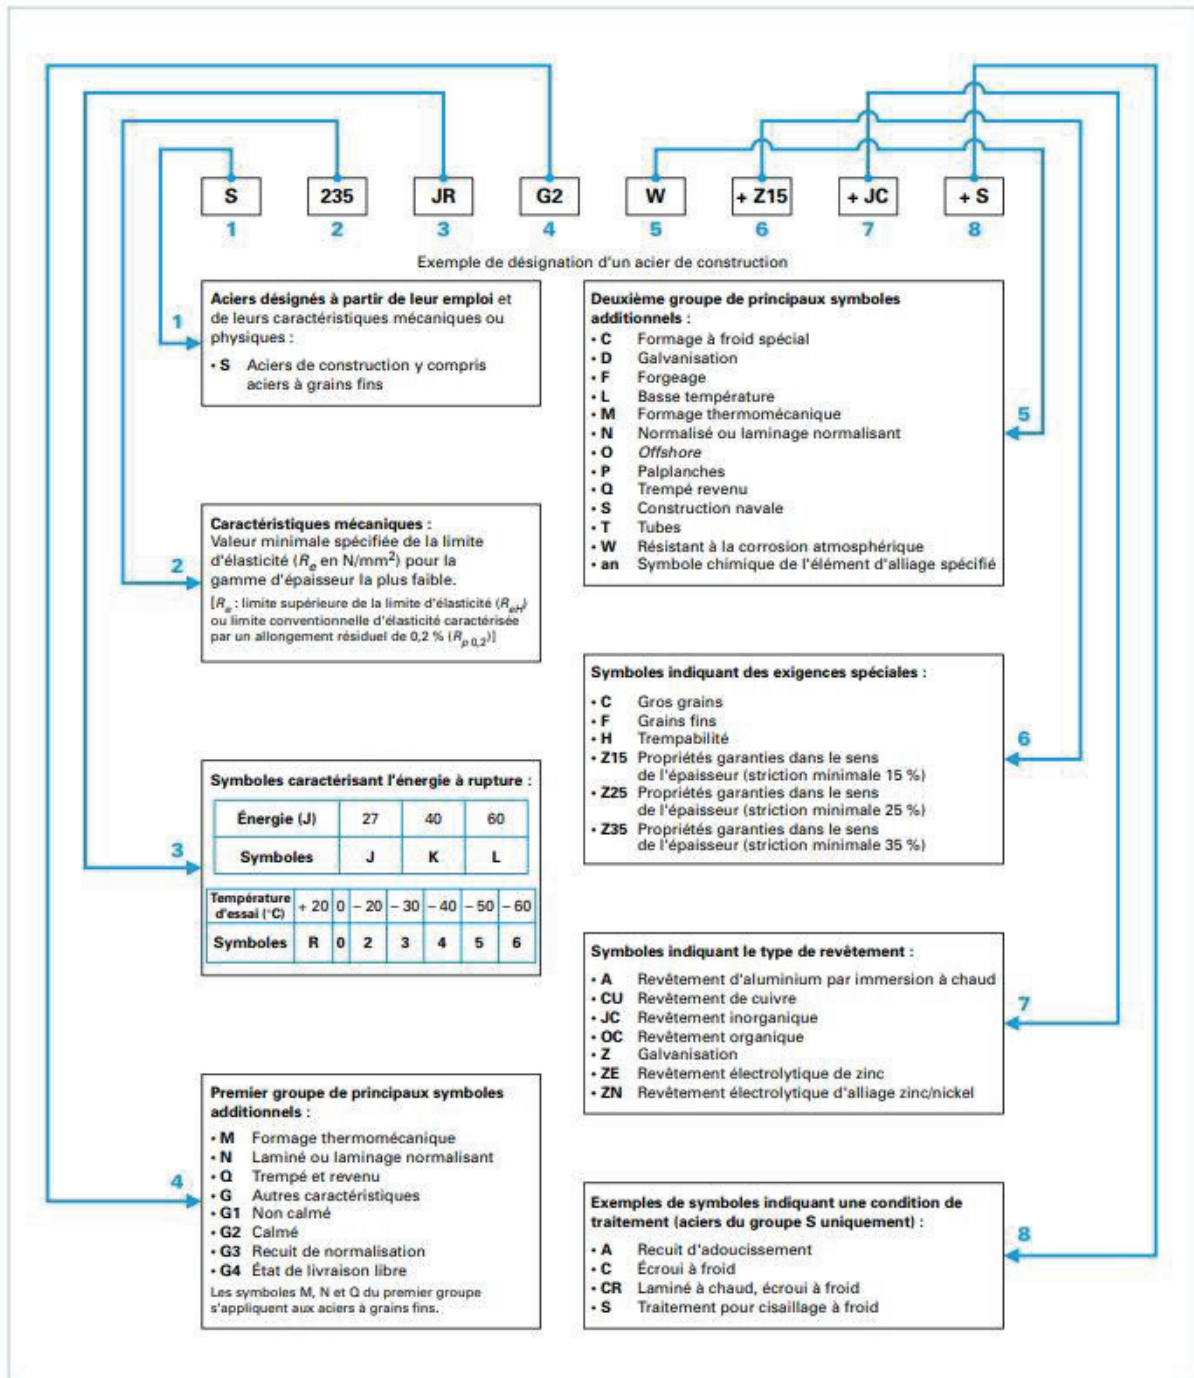 S 235 JR G2 W + Z15 + JC + S
1 2 3 4 5 6 7 8
Exemple de désignation d'un acier de construction
1
Aciers désignés à partir de leur emploi et
de leurs caractéristiques mécaniques ou
physiques :
• S Aciers de construction y compris
aciers à grains fins
2
Caractéristiques mécaniques :
Valeur minimale spécifiée de la limite
d'élasticité (Re en N/mm²) pour la
gamme d'épaisseur la plus faible.
[Re : limite supérieure de la limite d'élasticité (ReH)
ou limite conventionnelle d'élasticité caractérisée
par un allongement résiduel de 0,2 % (Rp 0,2)]
3
Symboles caractérisant l'énergie à rupture :
Énergie (J) 27 40 60
Symboles J K L
Température
d'essai (°C) + 20 0 – 20 – 30 – 40 – 50 – 60
Symboles R 0 2 3 4 5 6
4
Premier groupe de principaux symboles
additionnels :
• M Formage thermomécanique
• N Laminé ou laminage normalisant
• Q Trempé et revenu
• G Autres caractéristiques
• G1 Non calmé
• G2 Calmé
• G3 Recuit de normalisation
• G4 État de livraison libre
Les symboles M, N et Q du premier groupe
s'appliquent aux aciers à grains fins.
Deuxième groupe de principaux symboles
additionnels :
• C Formage à froid spécial
• D Galvanisation
• F Forgeage
• L Basse température
• M Formage thermomécanique
• N Normalisé ou laminage normalisant
• O Offshore
• P Palplanches
• Q Trempé revenu
• S Construction navale
• T Tubes
• W Résistant à la corrosion atmosphérique
• an Symbole chimique de l'élément d'alliage spécifié
5
Symboles indiquant des exigences spéciales :
• C Gros grains
• F Grains fins
• H Trempabilité
• Z15 Propriétés garanties dans le sens
de l'épaisseur (striction minimale 15 %)
• Z25 Propriétés garanties dans le sens
de l'épaisseur (striction minimale 25 %)
• Z35 Propriétés garanties dans le sens
de l'épaisseur (striction minimale 35 %)
6
Symboles indiquant le type de revêtement :
• A Revêtement d'aluminium par immersion à chaud
• CU Revêtement de cuivre
• JC Revêtement inorganique
• OC Revêtement organique
• Z Galvanisation
• ZE Revêtement électrolytique de zinc
• ZN Revêtement électrolytique d'alliage zinc/nickel
7
Exemples de symboles indiquant une condition de
traitement (aciers du groupe S uniquement) :
• A Recuit d'adoucissement
• C Écroui à froid
• CR Laminé à chaud, écroui à froid
• S Traitement pour cisaillage à froid
8